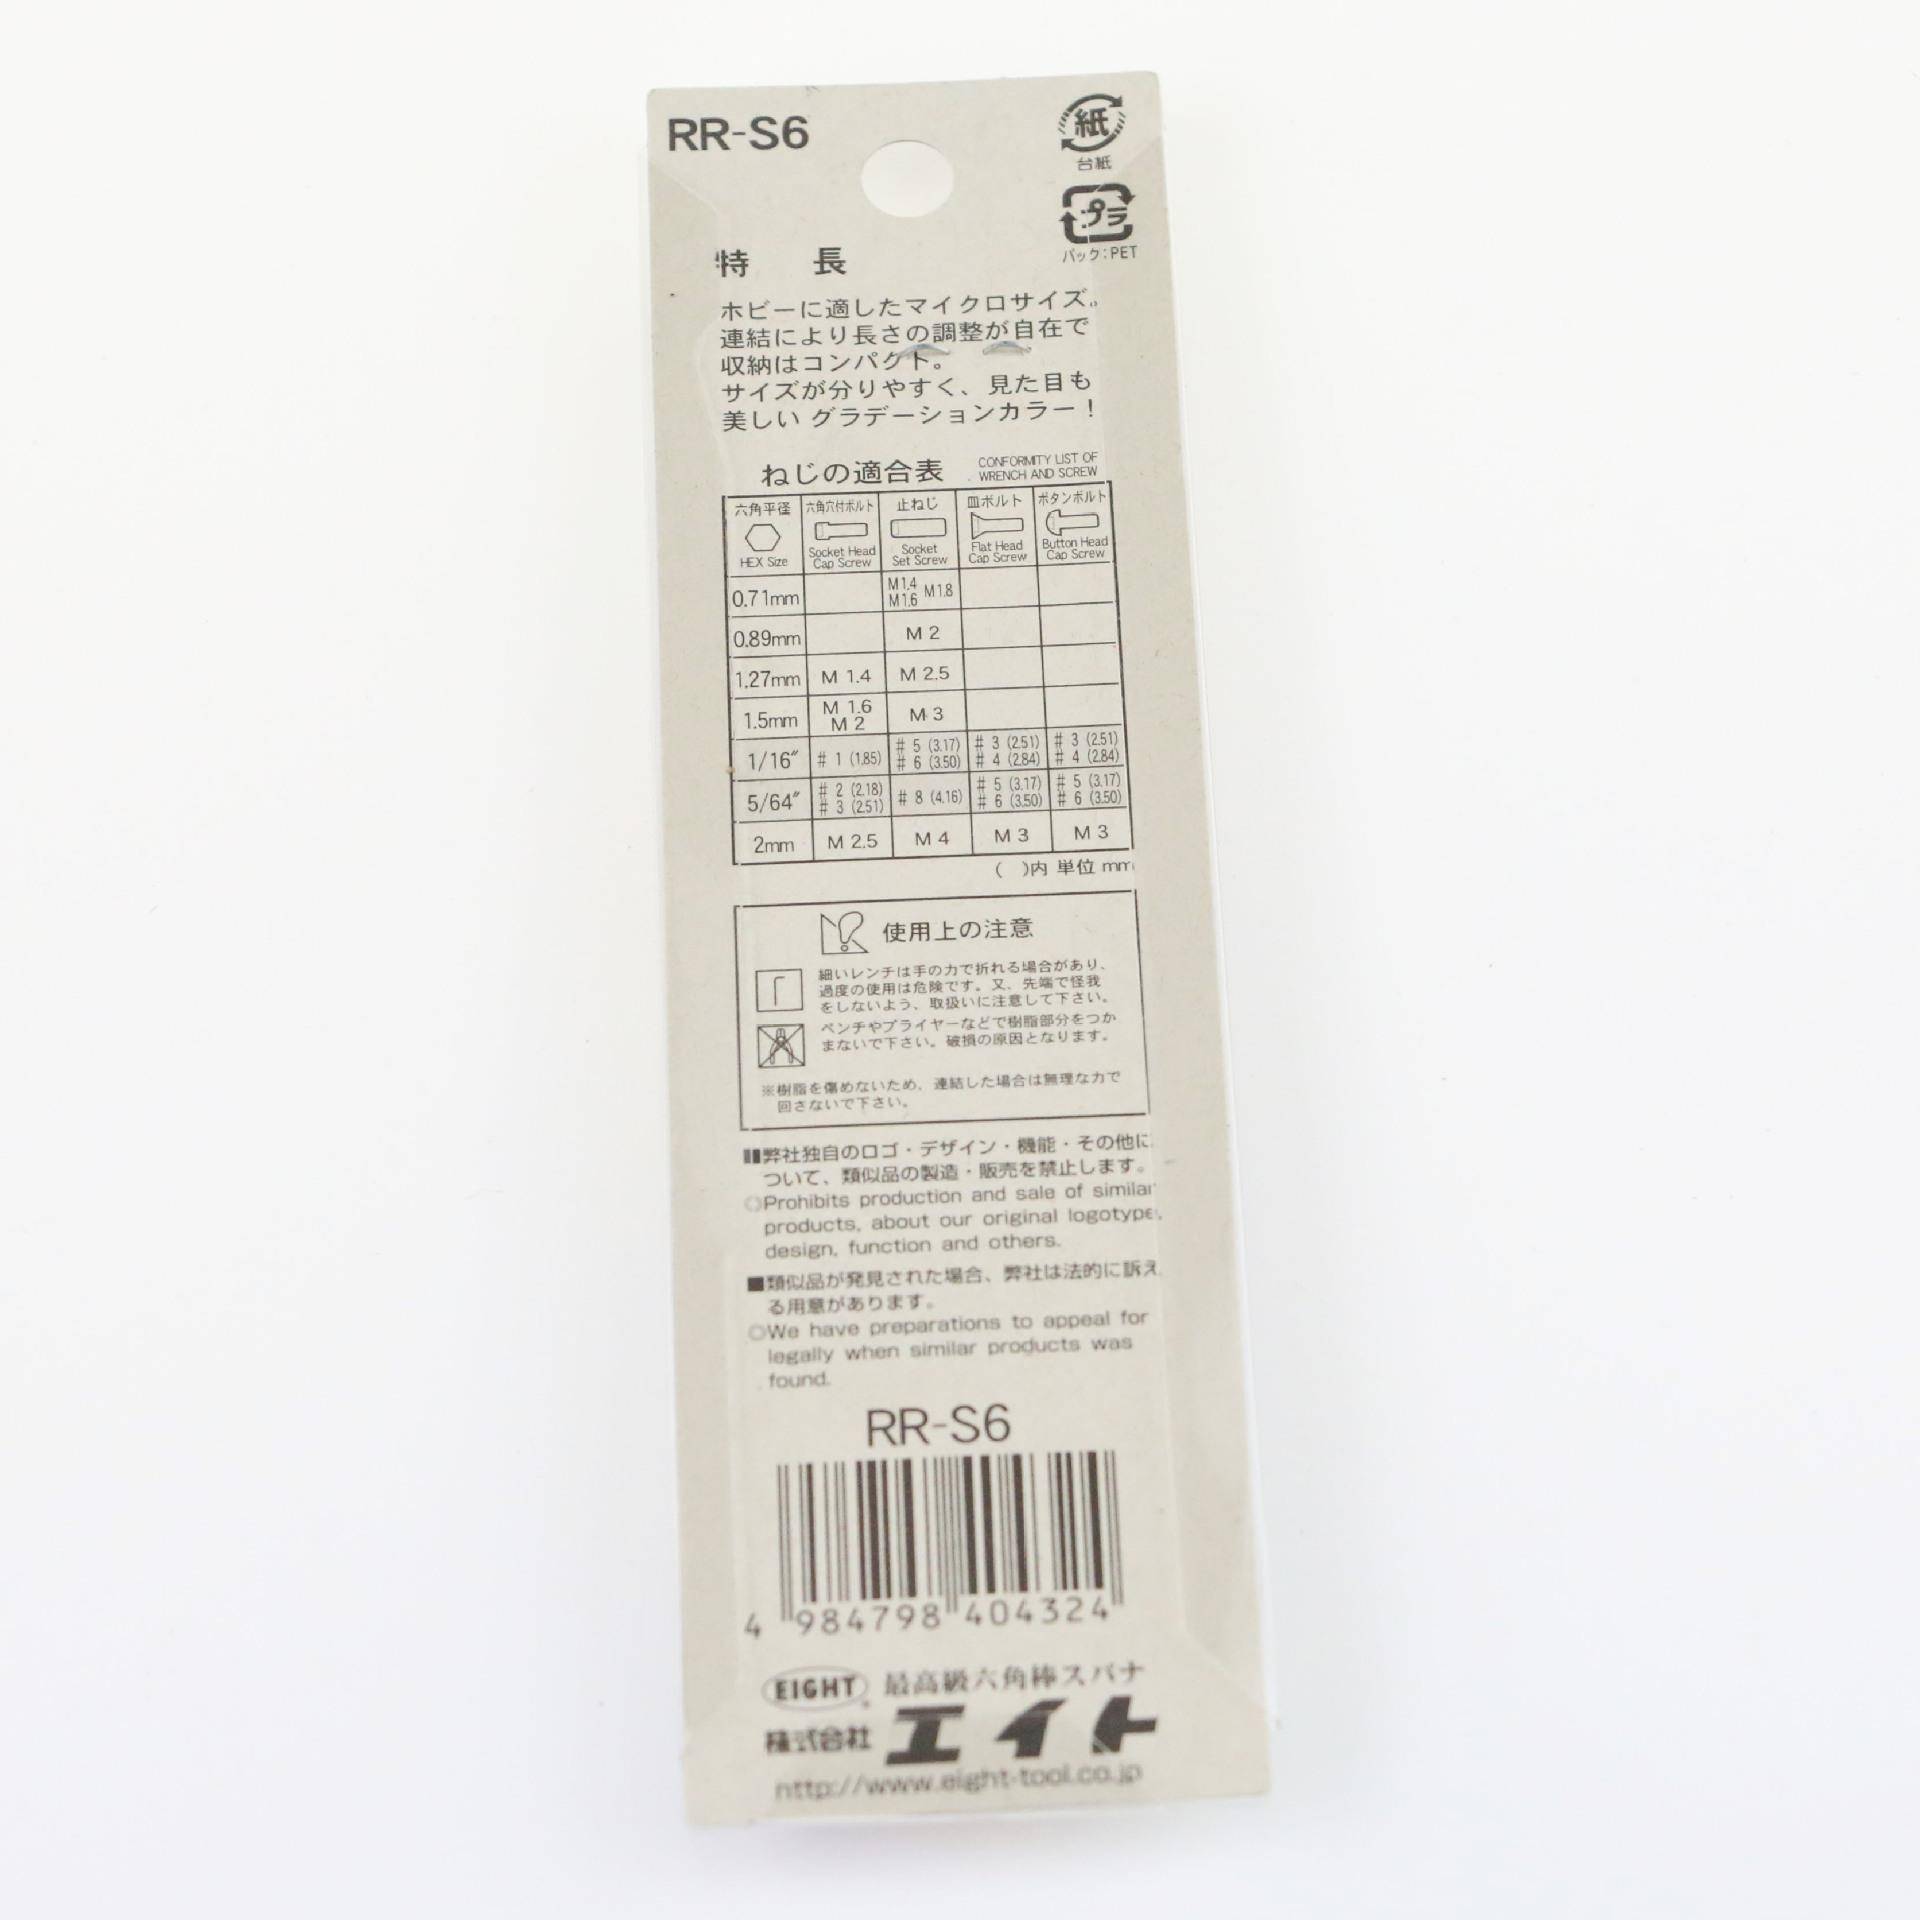 RR-S6
紙
台紙
プラ
パック:PET
特 長
ホビーに適したマイクロサイズ。
連結により長さの調整が自在で
収納はコンパクト。
サイズが分りやすく、見た目も
美しい グラデーションカラー!
ねじの適合表 CONFORMITY LIST OF
WRENCH AND SCREW
六角平径 六角穴付ボルト 止ねじ 皿ボルト ボタンボルト
HEX Size Socket Head Cap Screw Socket Set Screw Flat Head Cap Screw Button Head Cap Screw
0.71mm M1.4 M1.6 M1.8
0.89mm M 2
1.27mm M 1.4 M 2.5
1.5mm M 1.6 M 2 M 3
1/16″ # 1 (1.85) # 5 (3.17) # 6 (3.50) # 3 (2.51) # 4 (2.84) # 3 (2.51) # 4 (2.84)
5/64″ # 2 (2.18) # 3 (2.51) # 8 (4.16) # 5 (3.17) # 6 (3.50) # 5 (3.17) # 6 (3.50)
2mm M 2.5 M 4 M 3 M 3
( )内 単位 mm
使用上の注意
細いレンチは手の力で折れる場合があり、
過度の使用は危険です。又、先端で怪我
をしないよう、取扱いに注意して下さい。
ペンチやプライヤーなどで樹脂部分をつか
まないで下さい。破損の原因となります。
※樹脂を傷めないため、連結した場合は無理な力で
回さないで下さい。
■弊社独自のロゴ・デザイン・機能・その他に
ついて、類似品の製造・販売を禁止します。
◎Prohibits production and sale of similar
products, about our original logotype,
design, function and others.
■類似品が発見された場合、弊社は法的に訴え
る用意があります。
◎We have preparations to appeal for
legally when similar products was
found.
RR-S6
4 984798 404324
EIGHT 最高級六角棒スパナ
株式会社 エイト
http://www.eight-tool.co.jp